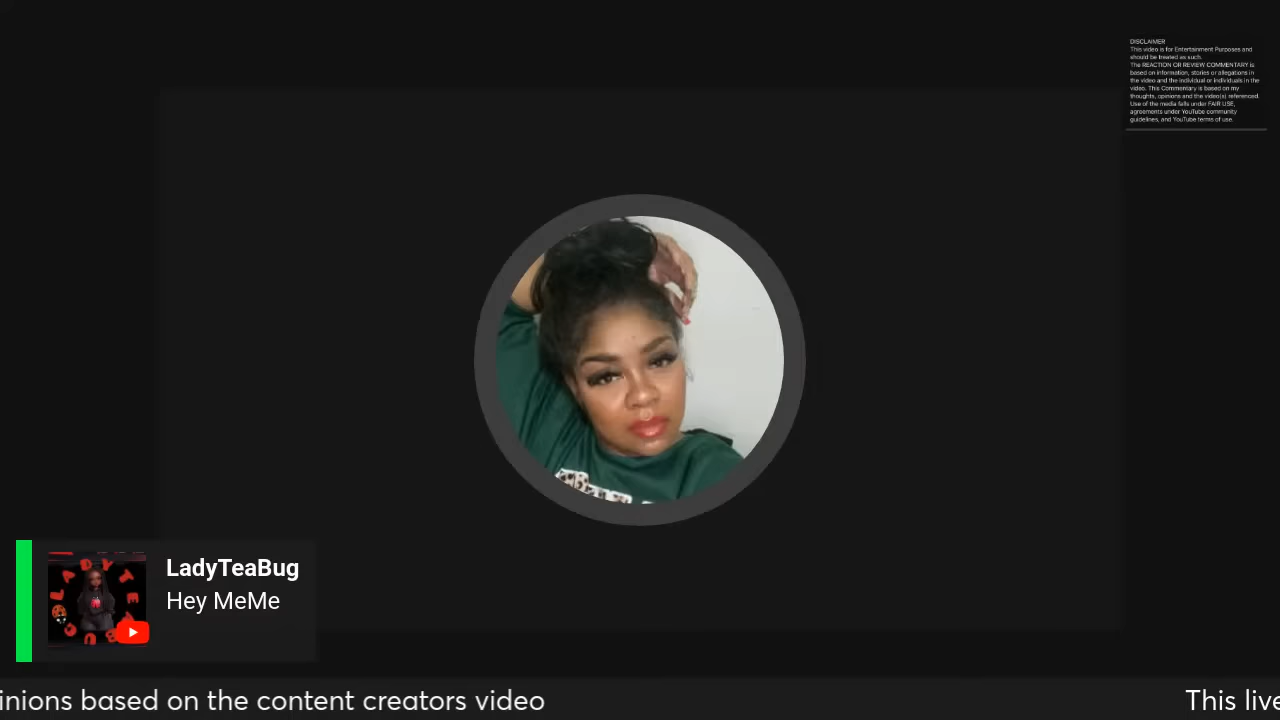 DISCLAIMER
This video is for Entertainment Purposes and
should be treated as such.
The REACTION OR REVIEW COMMENTARY is
based on information, stories or allegations in
the video and the individual or individuals in the
video. This Commentary is based on my
thoughts, opinions and the video(s) referenced.
Use of the media falls under FAIR USE,
agreements under YouTube community
guidelines, and YouTube terms of use.
LadyTeaBug
Hey MeMe
inions based on the content creators video
This live